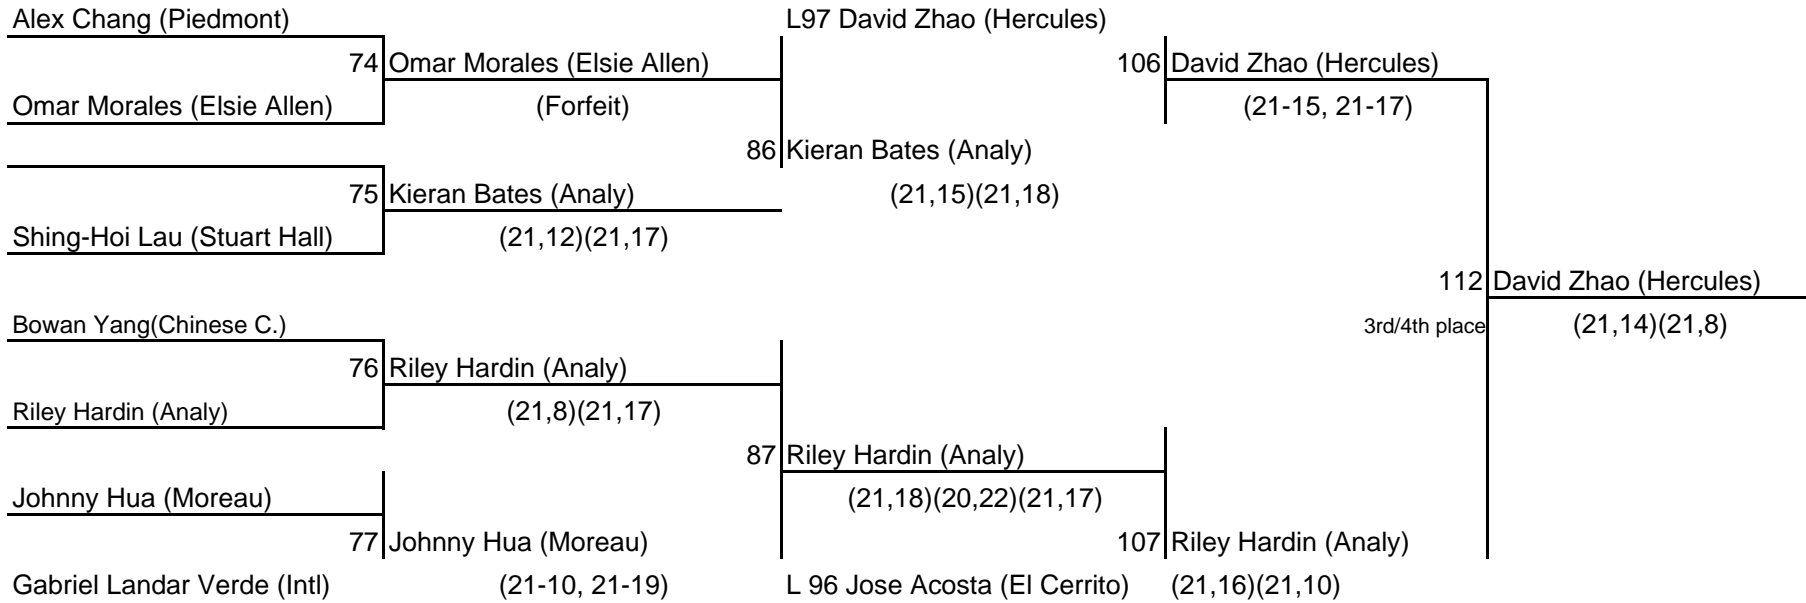 Alex Chang (Piedmont)
L97 David Zhao (Hercules)
74 Omar Morales (Elsie Allen)
106 David Zhao (Hercules)
Omar Morales (Elsie Allen)
(Forfeit)
(21-15, 21-17)
86 Kieran Bates (Analy)
75 Kieran Bates (Analy)
(21,15)(21,18)
Shing-Hoi Lau (Stuart Hall)
(21,12)(21,17)
112 David Zhao (Hercules)
Bowan Yang(Chinese C.)
3rd/4th place
(21,14)(21,8)
76 Riley Hardin (Analy)
Riley Hardin (Analy)
(21,8)(21,17)
87 Riley Hardin (Analy)
Johnny Hua (Moreau)
(21,18)(20,22)(21,17)
77 Johnny Hua (Moreau)
107 Riley Hardin (Analy)
Gabriel Landar Verde (Intl)
(21-10, 21-19)
L 96 Jose Acosta (El Cerrito)
(21,16)(21,10)